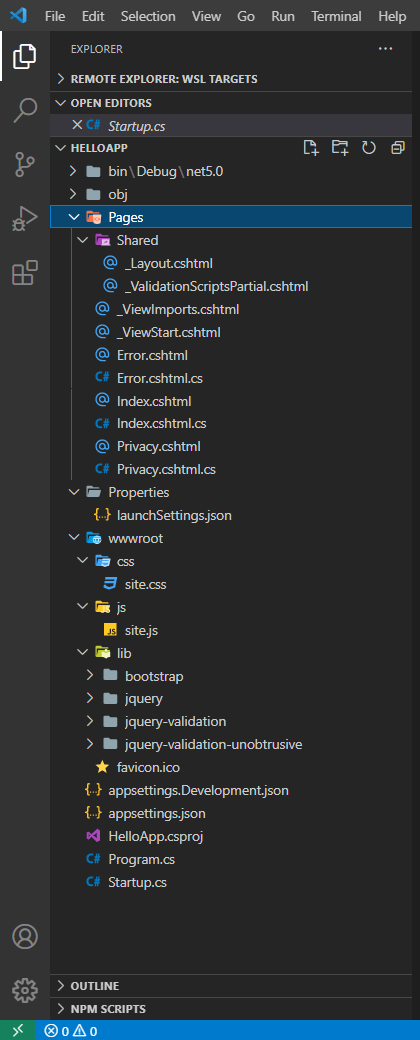 File Edit Selection View Go Run Terminal Help
EXPLORER
REMOTE EXPLORER: WSL TARGETS
OPEN EDITORS
C# Startup.cs
HELLOAPP
bin\Debug\net5.0
obj
Pages
Shared
@ _Layout.cshtml
@ _ValidationScriptsPartial.cshtml
@ _ViewImports.cshtml
@ _ViewStart.cshtml
@ Error.cshtml
C# Error.cshtml.cs
@ Index.cshtml
C# Index.cshtml.cs
@ Privacy.cshtml
C# Privacy.cshtml.cs
Properties
{..} launchSettings.json
wwwroot
css
site.css
js
JS site.js
lib
bootstrap
jquery
jquery-validation
jquery-validation-unobtrusive
favicon.ico
{..} appsettings.Development.json
{..} appsettings.json
HelloApp.csproj
C# Program.cs
C# Startup.cs
OUTLINE
NPM SCRIPTS
0 0